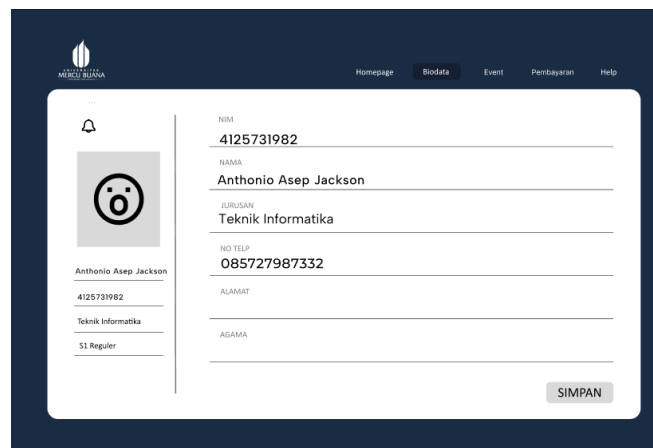 UNIVERSITAS
MERCU BUANA
Homepage Biodata Event Pembayaran Help
...
Anthonio Asep Jackson
4125731982
Teknik Informatika
S1 Reguler
NIM
4125731982
NAMA
Anthonio Asep Jackson
JURUSAN
Teknik Informatika
NO TELP
085727987332
ALAMAT
AGAMA
SIMPAN